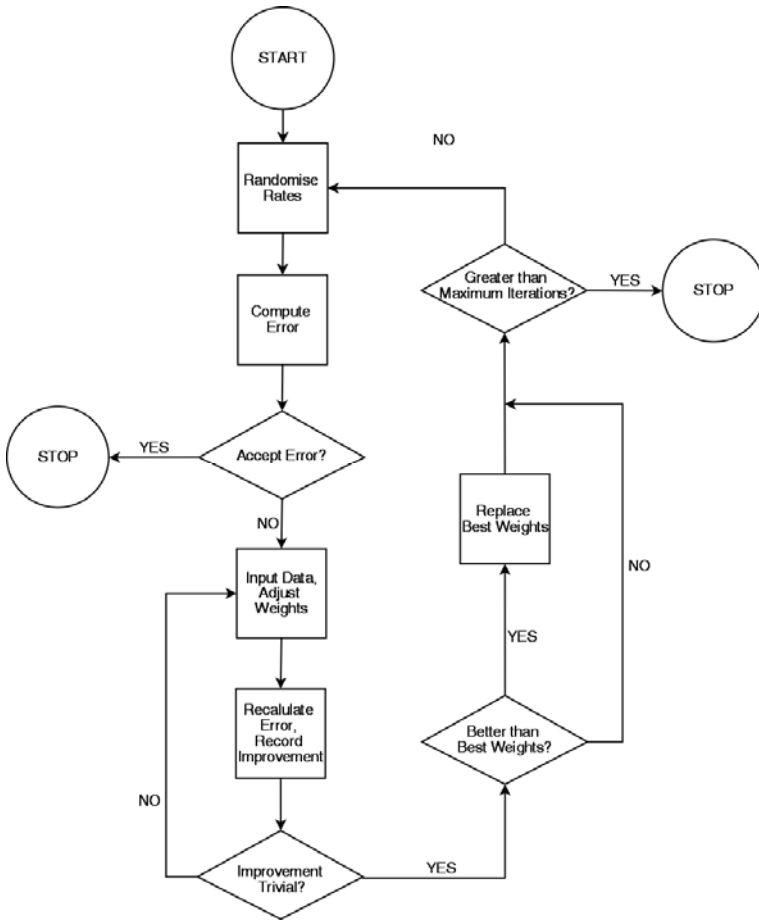 START
NO
Randomise
Rates
Greater than
Maximum Iterations?
YES
STOP
Compute
Error
STOP
YES
Accept Error?
Replace
Best Weights
NO
Input Data,
Adjust
Weights
NO
YES
Recalulate
Error,
Record
Improvement
Better than
Best Weights?
NO
Improvement
Trivial?
YES